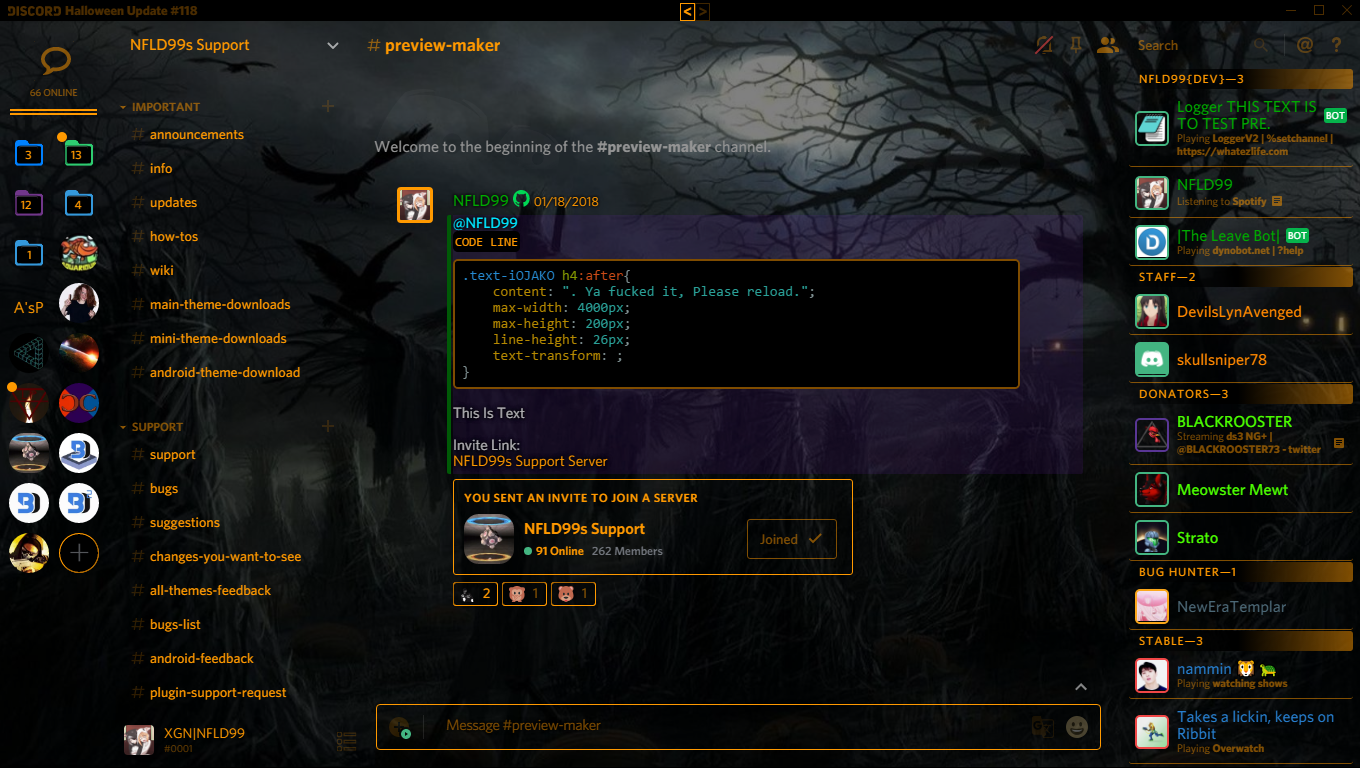 DISCORD Halloween Update #118
< >
66 ONLINE
3
13
12
4
1
A'sP
NFLD99s Support
IMPORTANT
# announcements
# info
# updates
# how-tos
# wiki
# main-theme-downloads
# mini-theme-downloads
# android-theme-download
SUPPORT
# support
# bugs
# suggestions
# changes-you-want-to-see
# all-themes-feedback
# bugs-list
# android-feedback
# plugin-support-request
XGN|NFLD99
#0001
# preview-maker
Search
@ ?
Welcome to the beginning of the #preview-maker channel.
NFLD99 01/18/2018
@NFLD99
CODE LINE
.text-iOJAKO h4:after{
content: ". Ya fucked it, Please reload.";
max-width: 4000px;
max-height: 200px;
line-height: 26px;
text-transform: ;
}
This Is Text
Invite Link:
NFLD99s Support Server
YOU SENT AN INVITE TO JOIN A SERVER
NFLD99s Support
91 Online 262 Members
Joined
2
1
1
Message #preview-maker
NFLD99{DEV}—3
Logger THIS TEXT IS
TO TEST PRE. BOT
Playing LoggerV2 | %setchannel |
https://whatezlife.com
NFLD99
Listening to Spotify
|The Leave Bot| BOT
Playing dynobot.net | ?help
STAFF—2
DevilsLynAvenged
skullsniper78
DONATORS—3
BLACKROOSTER
Streaming ds3 NG+ |
@BLACKROOSTER73 - twitter
Meowster Mewt
Strato
BUG HUNTER—1
NewEraTemplar
STABLE—3
nammin
Playing watching shows
Takes a lickin, keeps on
Ribbit
Playing Overwatch